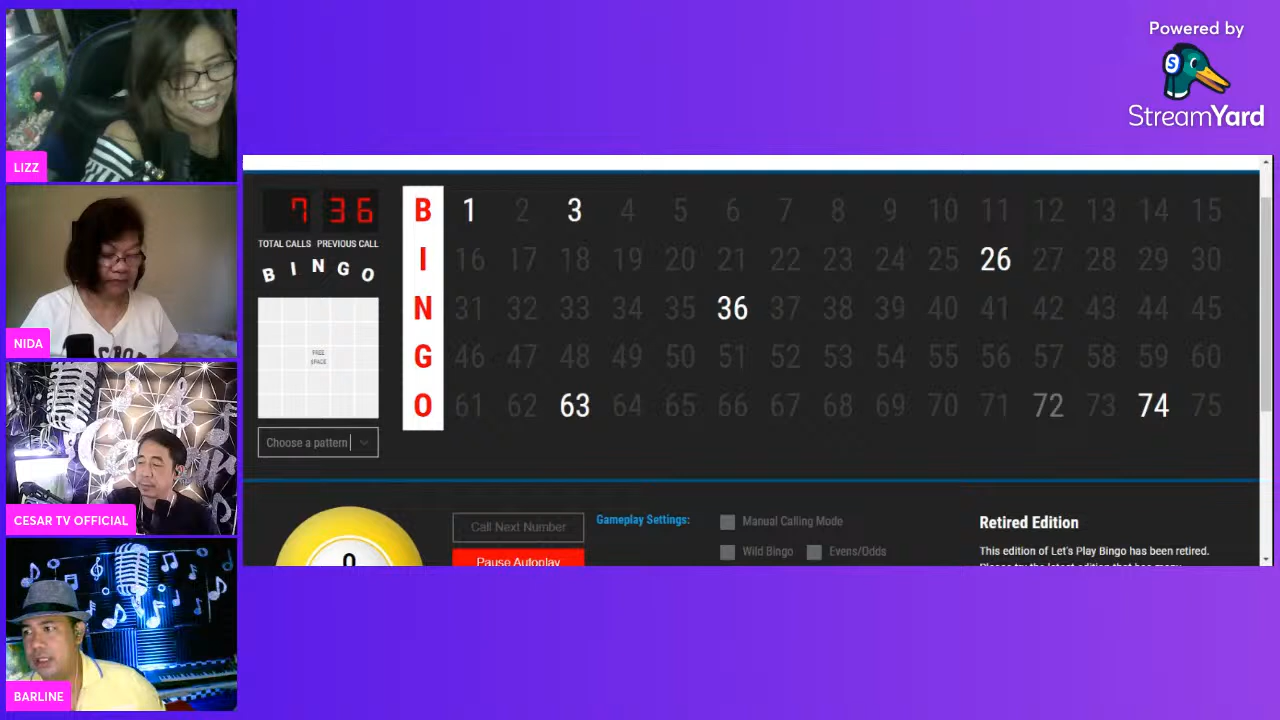 Powered by
S
StreamYard
LIZZ
NIDA
CESAR TV OFFICIAL
BARLINE
7 36
TOTAL CALLS PREVIOUS CALL
B I N G O
FREE
SPACE
Choose a pattern
B 1 2 3 4 5 6 7 8 9 10 11 12 13 14 15
I 16 17 18 19 20 21 22 23 24 25 26 27 28 29 30
N 31 32 33 34 35 36 37 38 39 40 41 42 43 44 45
G 46 47 48 49 50 51 52 53 54 55 56 57 58 59 60
O 61 62 63 64 65 66 67 68 69 70 71 72 73 74 75
Call Next Number
Pause Autoplay
Gameplay Settings:
Manual Calling Mode
Wild Bingo Evens/Odds
Retired Edition
This edition of Let's Play Bingo has been retired.